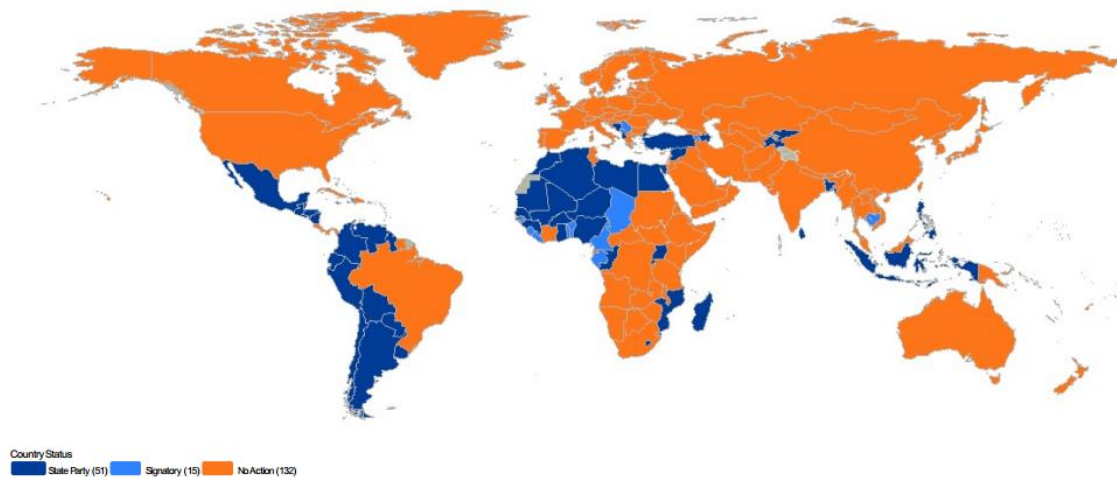 Country Status
State Party (51) Signatory (15) No Action (132)